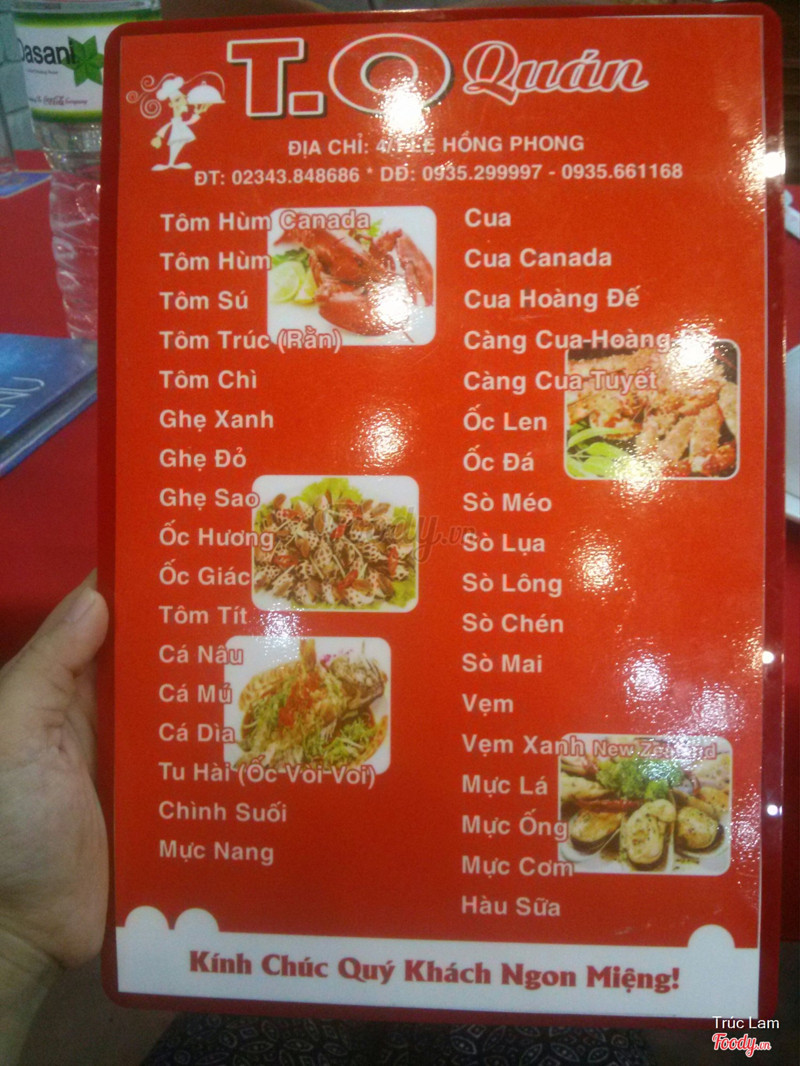 Dasani
T.O Quán
ĐỊA CHỈ: LÊ HỒNG PHONG
ĐT: 02343.848686 * DĐ: 0935.299997 - 0935.661168
Tôm Hùm Canada
Tôm Hùm
Tôm Sú
Tôm Trúc (Rằn)
Tôm Chì
Ghẹ Xanh
Ghẹ Đỏ
Ghẹ Sao
Ốc Hương
Ốc Giác
Tôm Tít
Cá Nâu
Cá Mú
Cá Dìa
Tu Hài (Ốc Vòi Voi)
Chình Suối
Mực Nang
Cua
Cua Canada
Cua Hoàng Đế
Càng Cua Hoàng
Càng Cua Tuyết
Ốc Len
Ốc Đá
Sò Méo
Sò Lụa
Sò Lông
Sò Chén
Sò Mai
Vẹm
Vẹm Xanh New Zealand
Mực Lá
Mực Ống
Mực Cơm
Hàu Sữa
Kính Chúc Quý Khách Ngon Miệng!
MENU
Foody.vn
Trúc Lam
Foody.vn